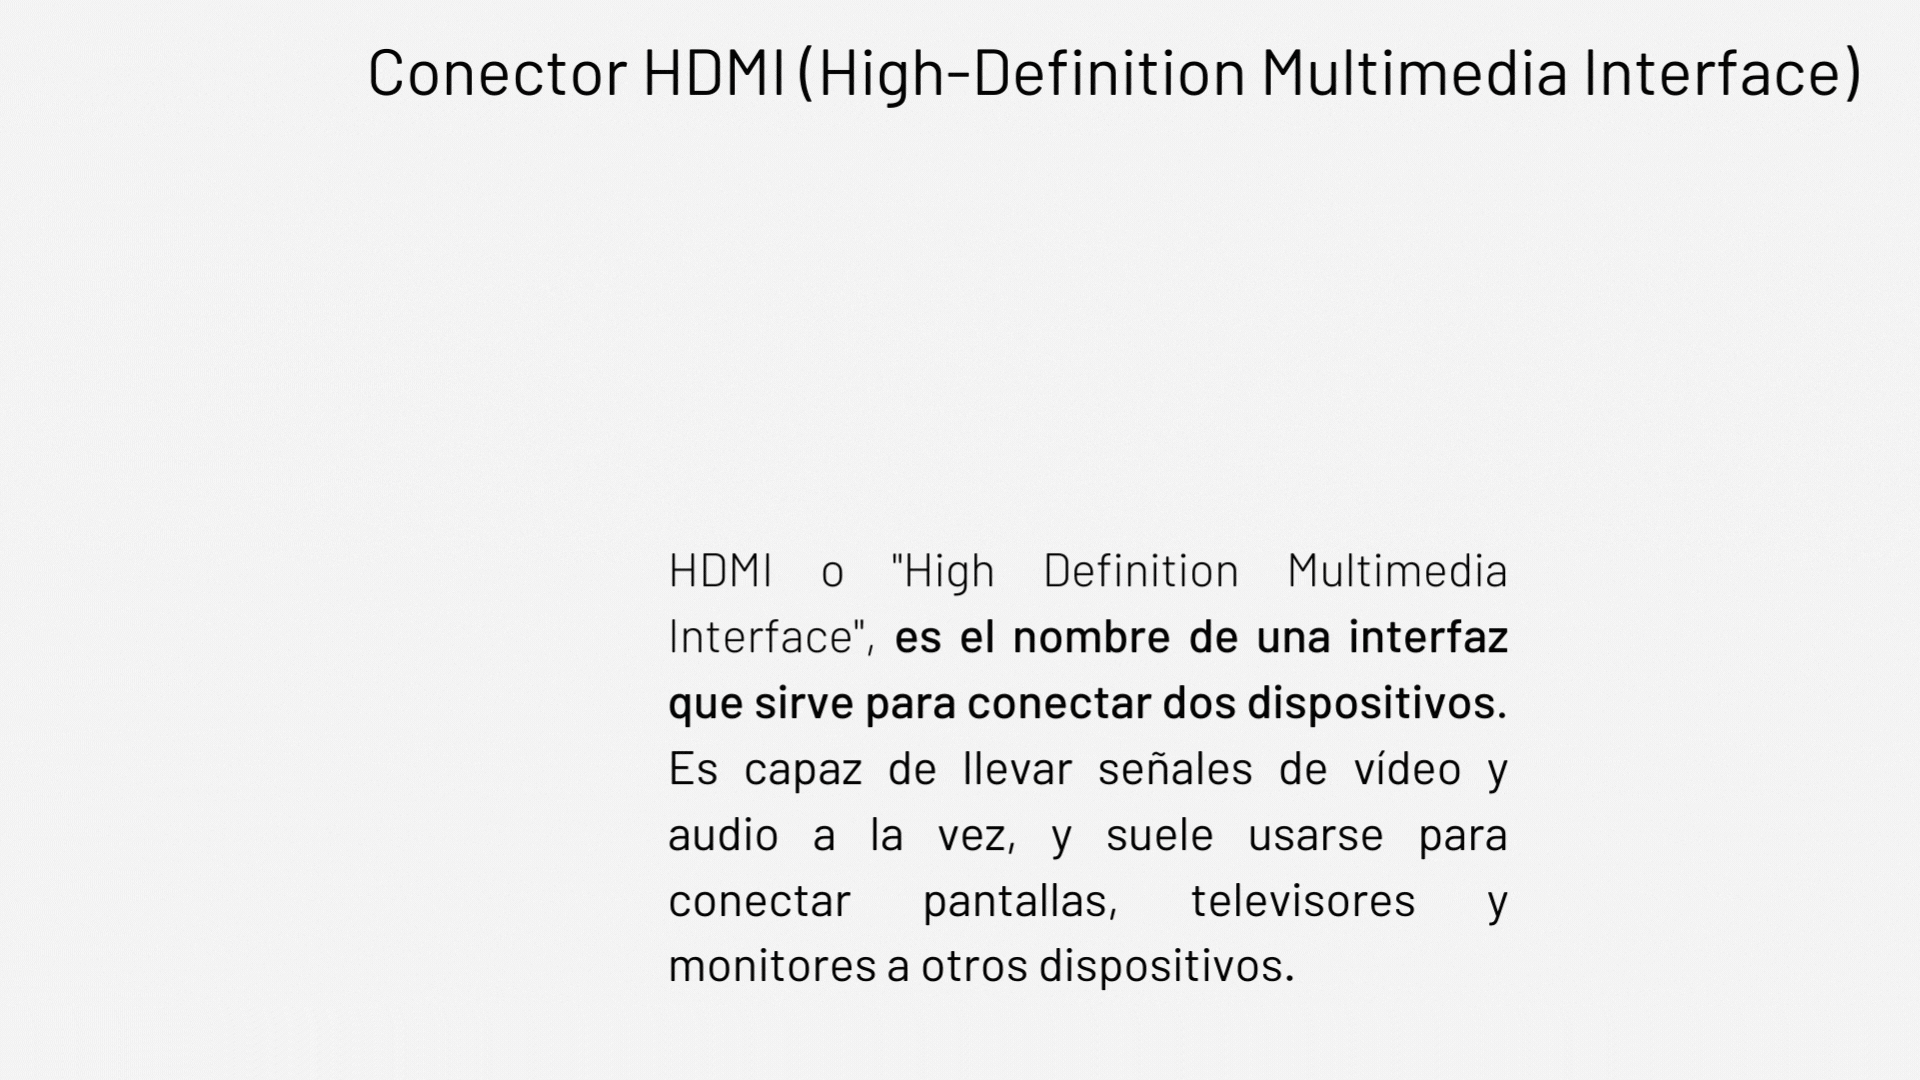 Conector HDMI (High-Definition Multimedia Interface)
HDMI o "High Definition Multimedia
Interface", es el nombre de una interfaz
que sirve para conectar dos dispositivos.
Es capaz de llevar señales de vídeo y
audio a la vez, y suele usarse para
conectar pantallas, televisores y
monitores a otros dispositivos.